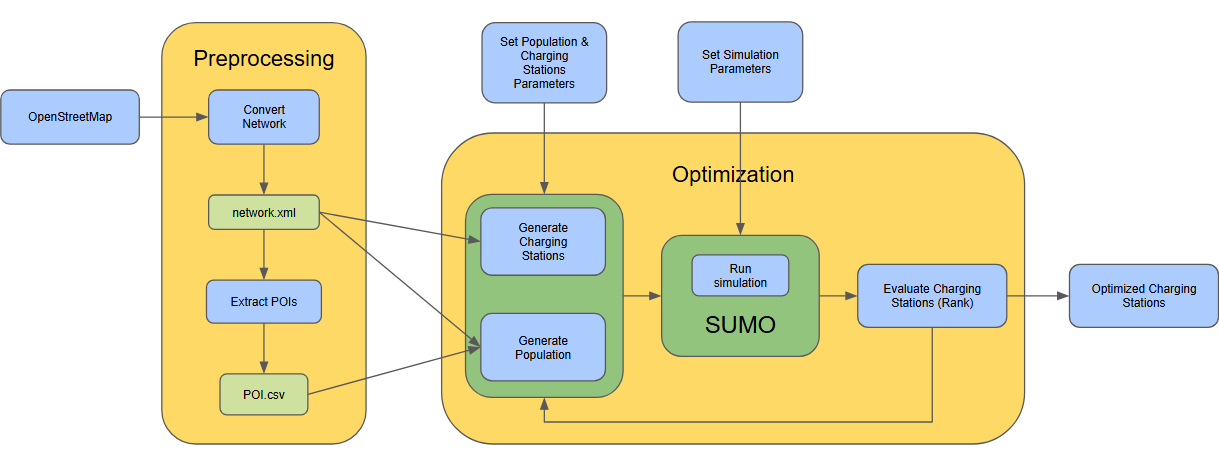 Preprocessing
OpenStreetMap
Convert
Network
network.xml
Extract POIs
POI.csv
Set Population &
Charging
Stations
Parameters
Set Simulation
Parameters
Optimization
Generate
Charging
Stations
Generate
Population
Run
simulation
SUMO
Evaluate Charging
Stations (Rank)
Optimized Charging
Stations